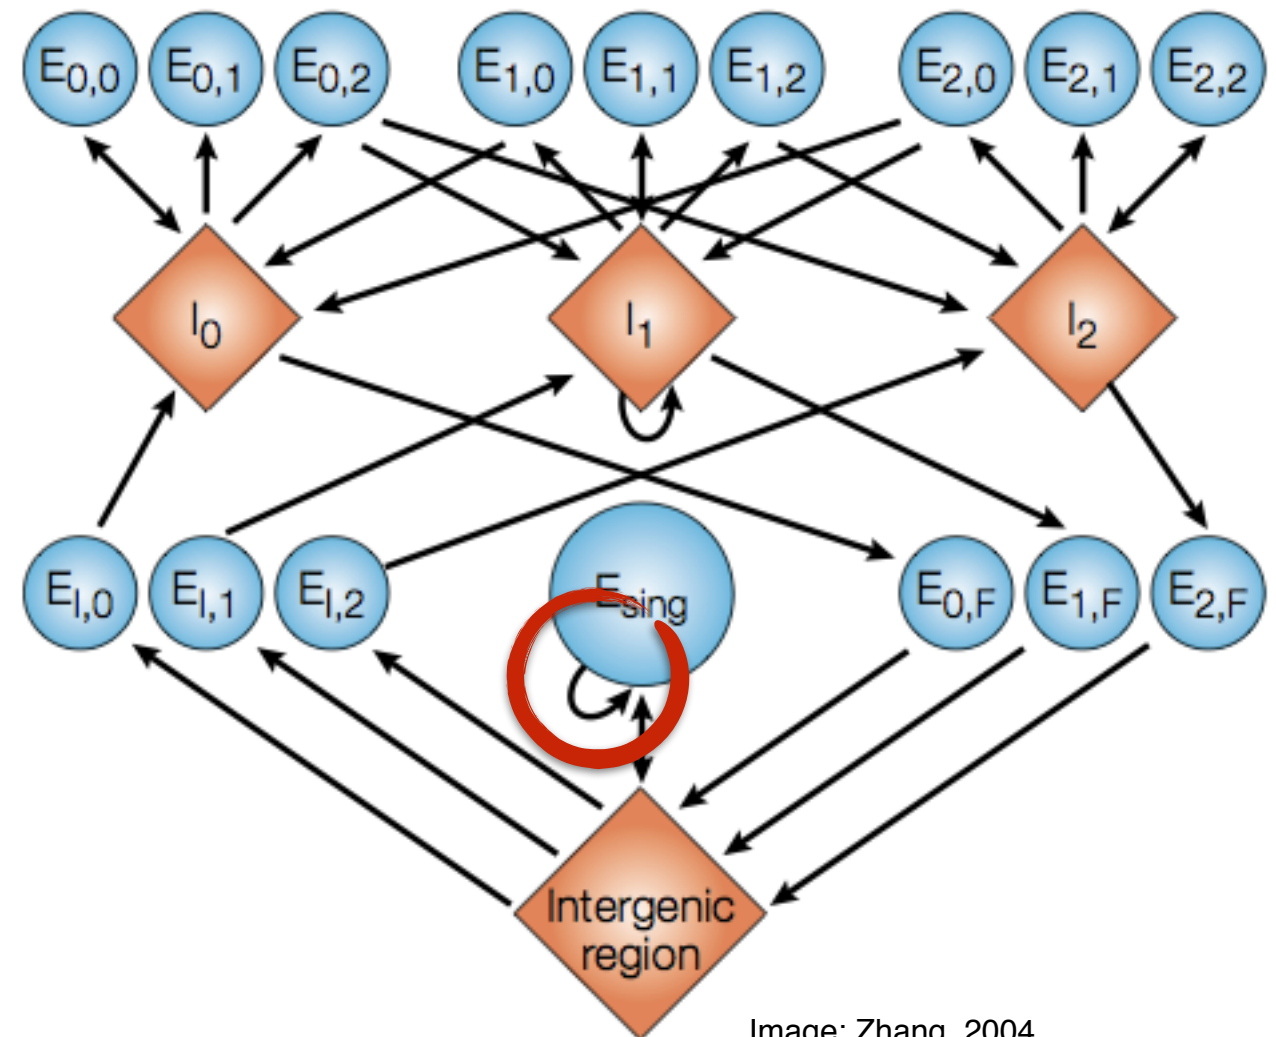 E0,0 E0,1 E0,2 E1,0 E1,1 E1,2 E2,0 E2,1 E2,2
I0 I1 I2
EI,0 EI,1 EI,2 Esing E0,F E1,F E2,F
Intergenic
region
Image: Zhang, 2004